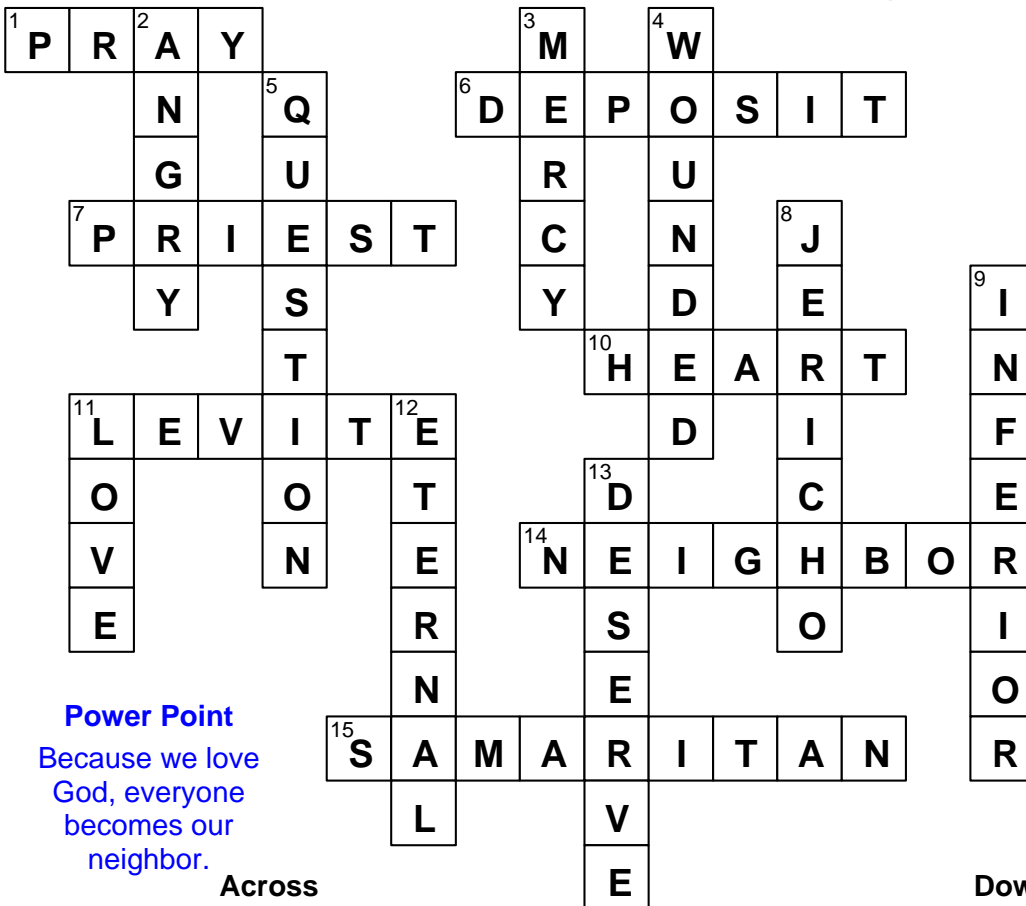 1 P R 2 A Y 3 M 4 W
N 5 Q 6 D E P O S I T
G U R U
7 P R I E S T C N 8 J
Y S Y D E 9 I
T 10 H E A R T N
11 L E V I T 12 E D I F
O O T 13 D C E
V N E 14 N E I G H B O R
E R S O I
N E O
Power Point
15 S A M A R I T A N R
Because we love
God, everyone
L V
becomes our
neighbor.
Across E Dow